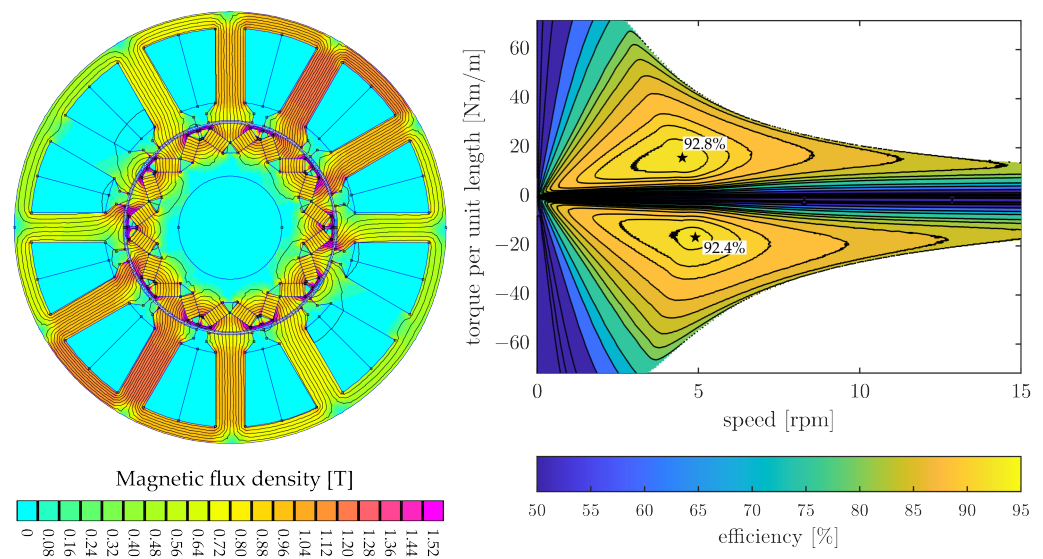 Magnetic flux density [T]
0 0.08 0.16 0.24 0.32 0.40 0.48 0.56 0.64 0.72 0.80 0.88 0.96 1.04 1.12 1.20 1.28 1.36 1.44 1.52
torque per unit length [Nm/m]
60
40
20
0
−20
−40
−60
92.8%
92.4%
0 5 10 15
speed [rpm]
50 55 60 65 70 75 80 85 90 95
efficiency [%]